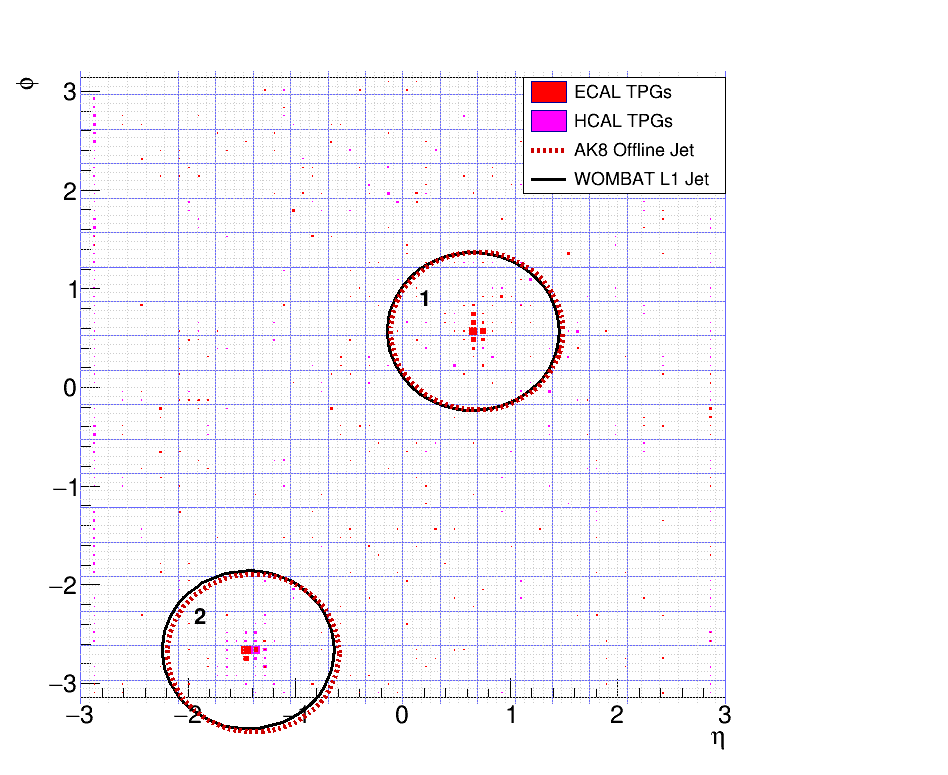 ϕ
3
2
1
0
−1
−2
−3
ECAL TPGs
HCAL TPGs
AK8 Offline Jet
WOMBAT L1 Jet
1
2
−3 −2 −1 0 1 2 3
η